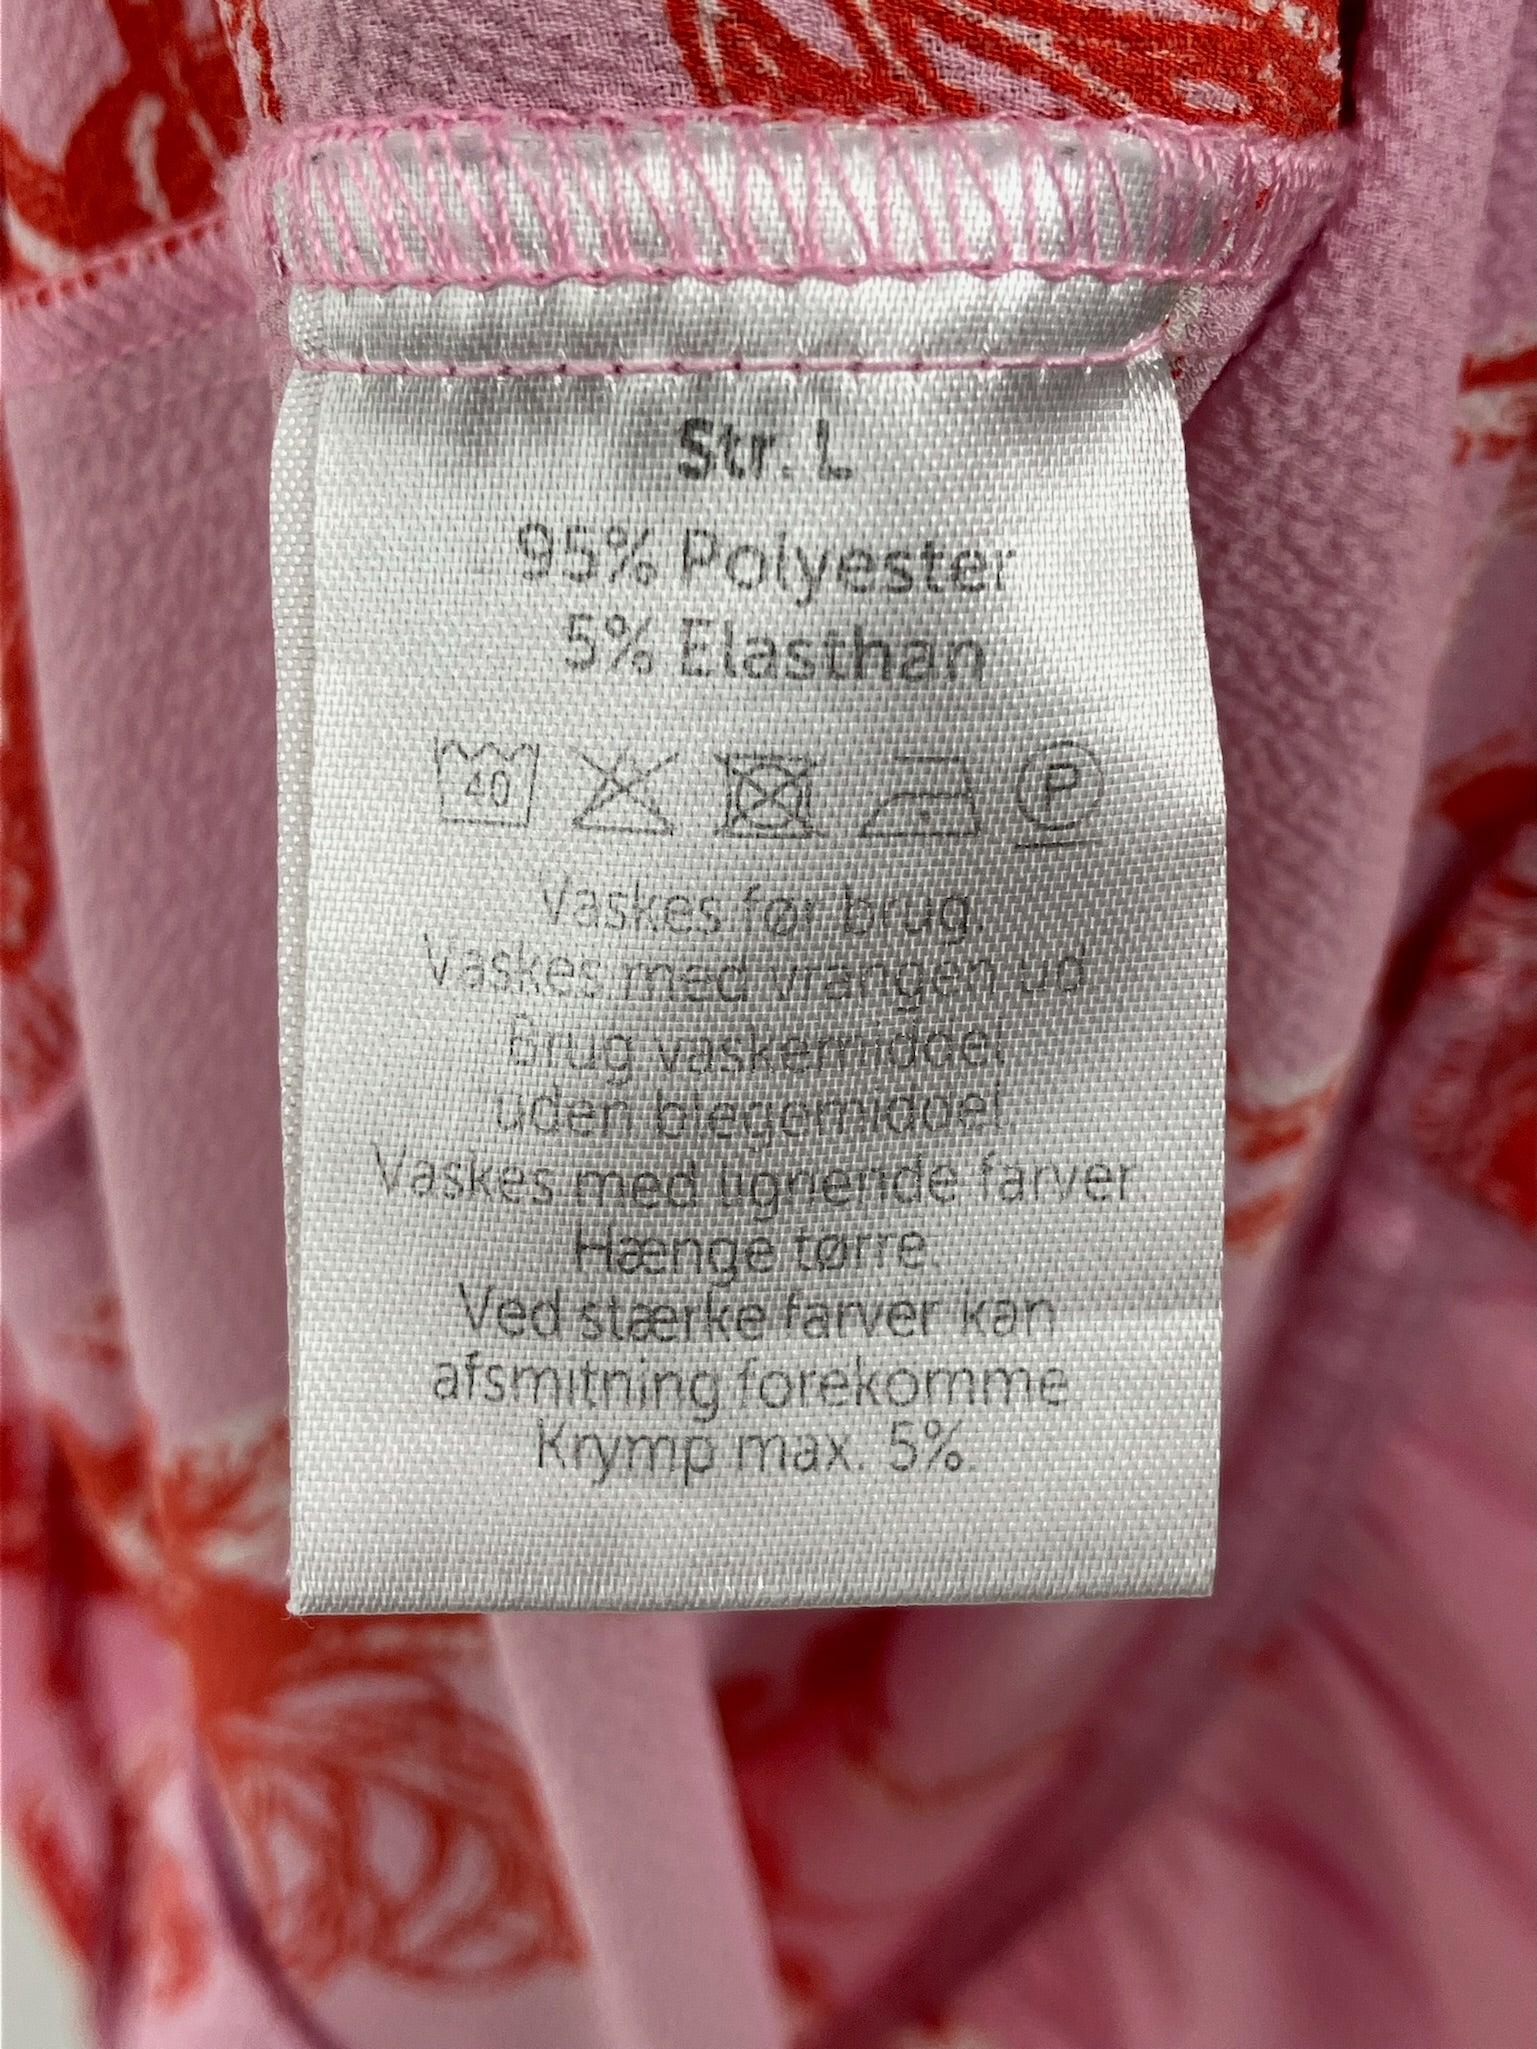 Str. L
95% Polyester
5% Elasthan
40 P
Vaskes før brug.
Vaskes med vrangen ud
Brug vaskemiddel
uden blegemiddel
Vaskes med lignende farver.
Hænge tørre.
Ved stærke farver kan
afsmitning forekomme
Krymp max. 5%.